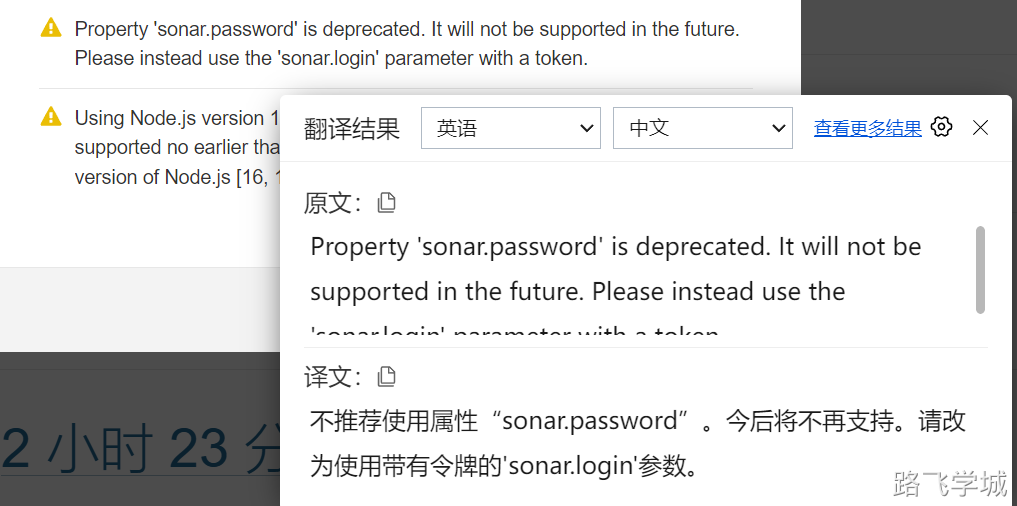 Property 'sonar.password' is deprecated. It will not be supported in the future.
Please instead use the 'sonar.login' parameter with a token.
Using Node.js version 1
supported no earlier tha
version of Node.js [16, 1
翻译结果 英语 中文 查看更多结果
原文：
Property 'sonar.password' is deprecated. It will not be
supported in the future. Please instead use the
'sonar.login' parameter with a token.
译文：
不推荐使用属性“sonar.password”。今后将不再支持。请改
为使用带有令牌的'sonar.login'参数。
2 小时 23 分
路飞学城